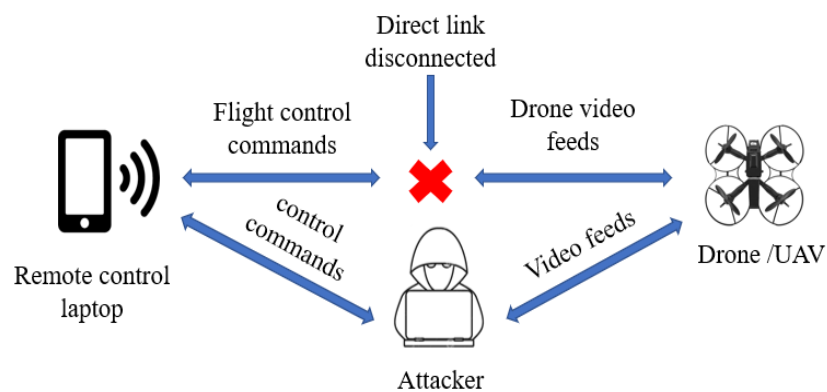 Direct link
disconnected
Flight control
commands
Drone video
feeds
control
commands
Video feeds
Remote control
laptop
Drone /UAV
Attacker